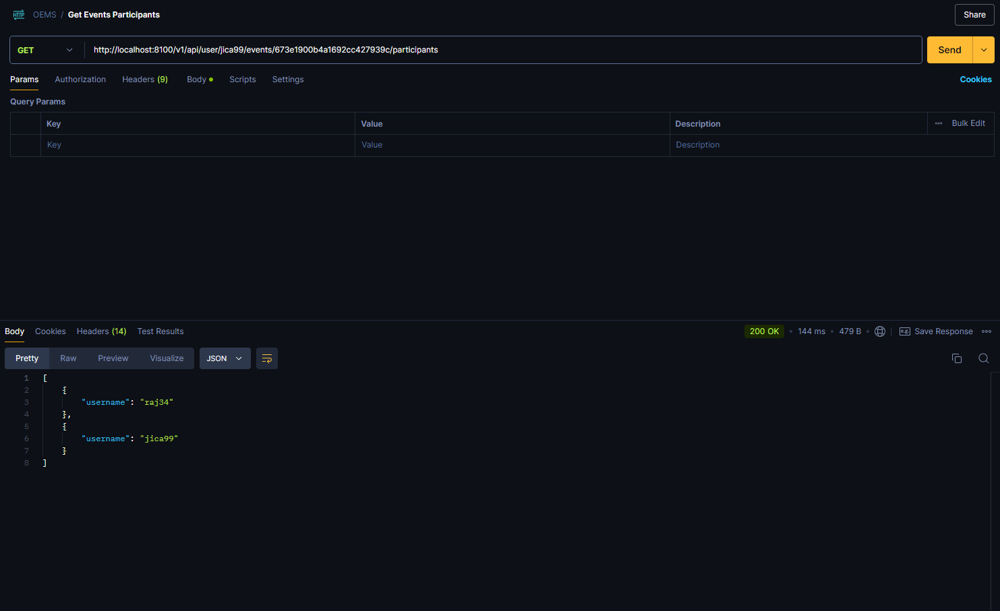 HTTP OEMS / Get Events Participants Share
GET http://localhost:8100/v1/api/user/jica99/events/673e1900b4a1692cc427939c/participants Send
Params Authorization Headers (9) Body Scripts Settings Cookies
Query Params
Key Value Description Bulk Edit
Key Value Description
Body Cookies Headers (14) Test Results 200 OK 144 ms 479 B e.g. Save Response
Pretty Raw Preview Visualize JSON
1 [
2 {
3 "username": "raj34"
4 },
5 {
6 "username": "jica99"
7 }
8 ]